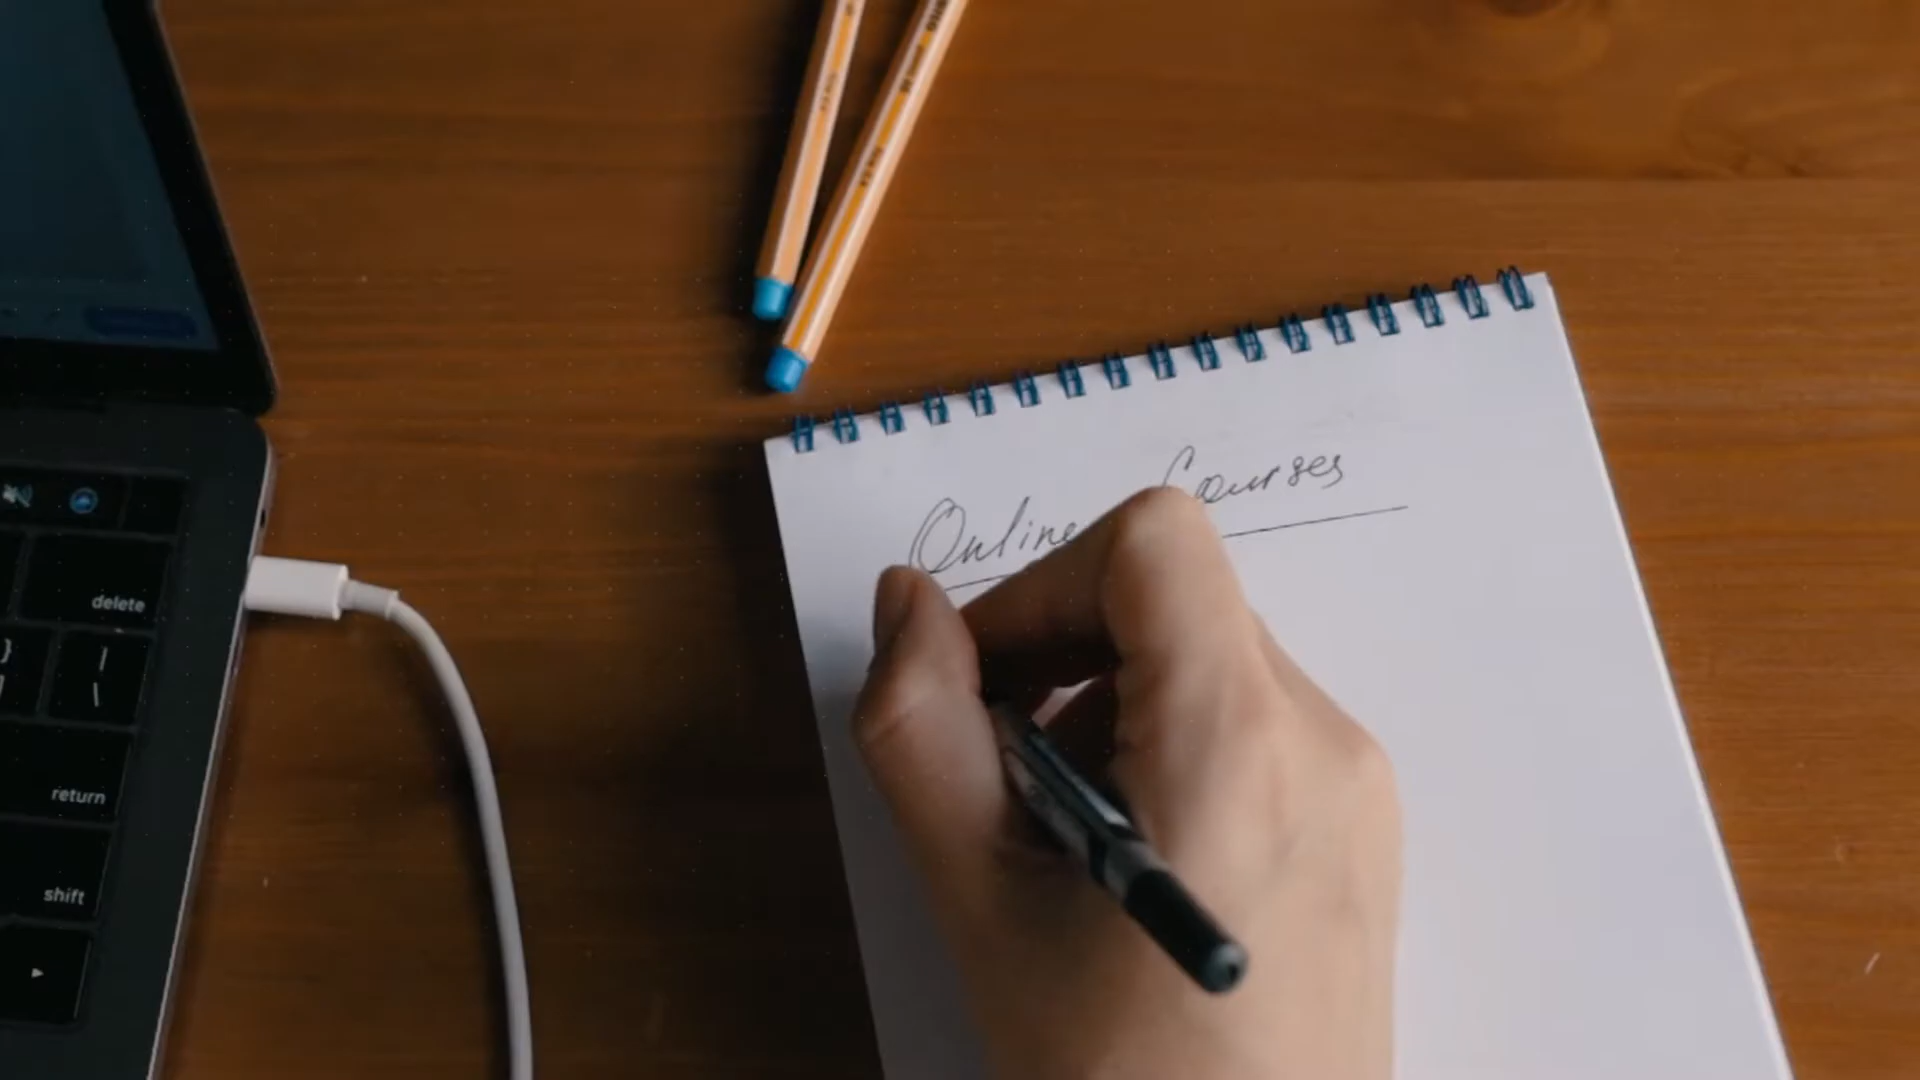 Online Courses
delete
}
]
|
\
return
shift